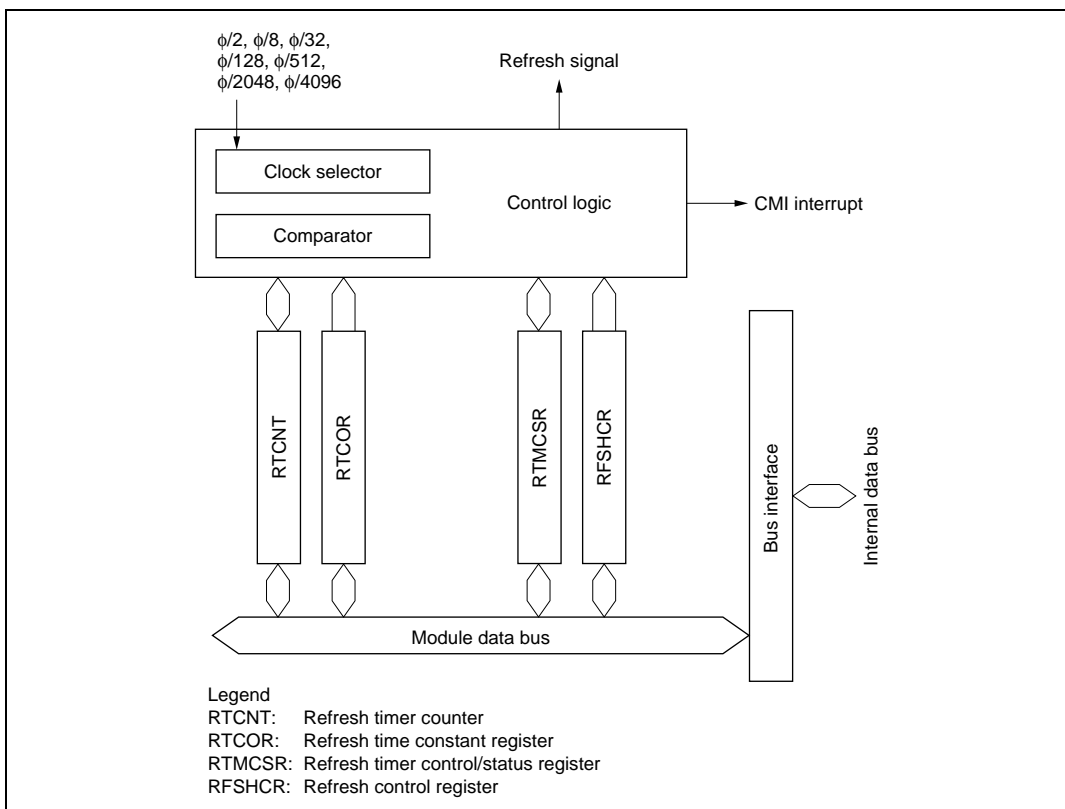 ϕ/2, ϕ/8, ϕ/32,
ϕ/128, ϕ/512,
ϕ/2048, ϕ/4096
Refresh signal
Clock selector
Control logic
CMI interrupt
Comparator
RTCNT
RTCOR
RTMCSR
RFSHCR
Bus interface
Internal data bus
Module data bus
Legend
RTCNT: Refresh timer counter
RTCOR: Refresh time constant register
RTMCSR: Refresh timer control/status register
RFSHCR: Refresh control register